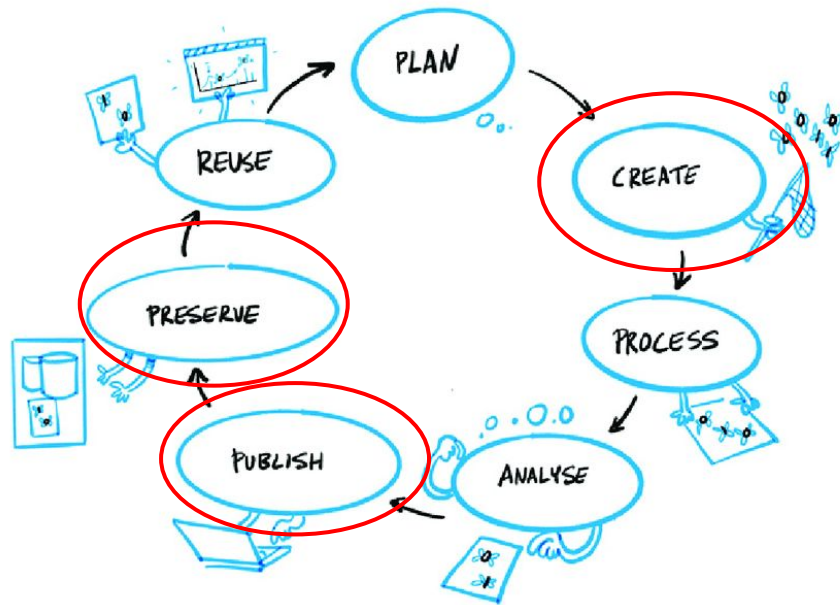 PLAN
CREATE
PROCESS
ANALYSE
PUBLISH
PRESERVE
REUSE